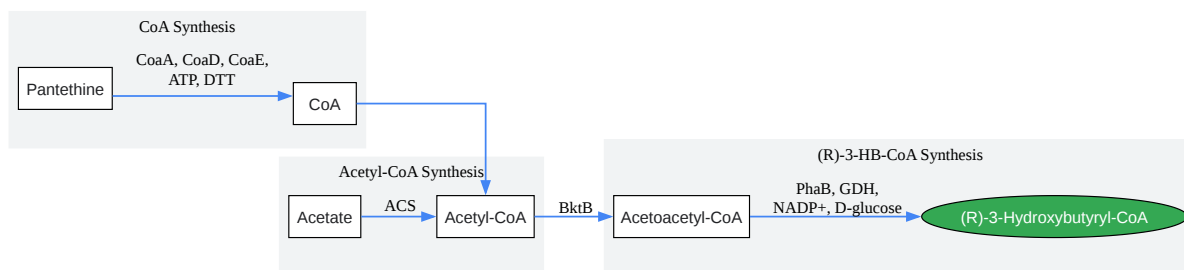 CoA Synthesis
CoaA, CoaD, CoaE,
ATP, DTT
Pantethine
CoA
Acetyl-CoA Synthesis
Acetate
ACS
Acetyl-CoA
BktB
(R)-3-HB-CoA Synthesis
Acetoacetyl-CoA
PhaB, GDH,
NADP+, D-glucose
(R)-3-Hydroxybutyryl-CoA